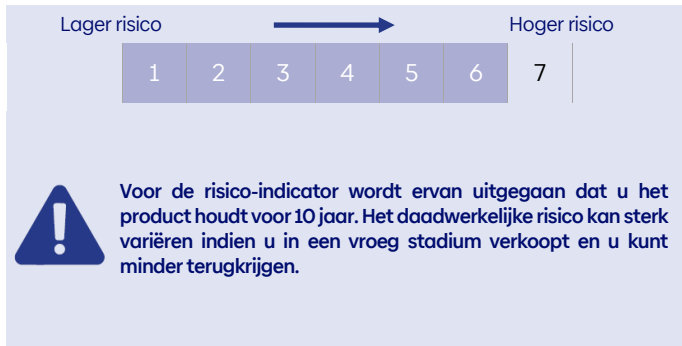 Lager risico Hoger risico
1 2 3 4 5 6 7
Voor de risico-indicator wordt ervan uitgegaan dat u het
product houdt voor 10 jaar. Het daadwerkelijke risico kan sterk
variëren indien u in een vroeg stadium verkoopt en u kunt
minder terugkrijgen.